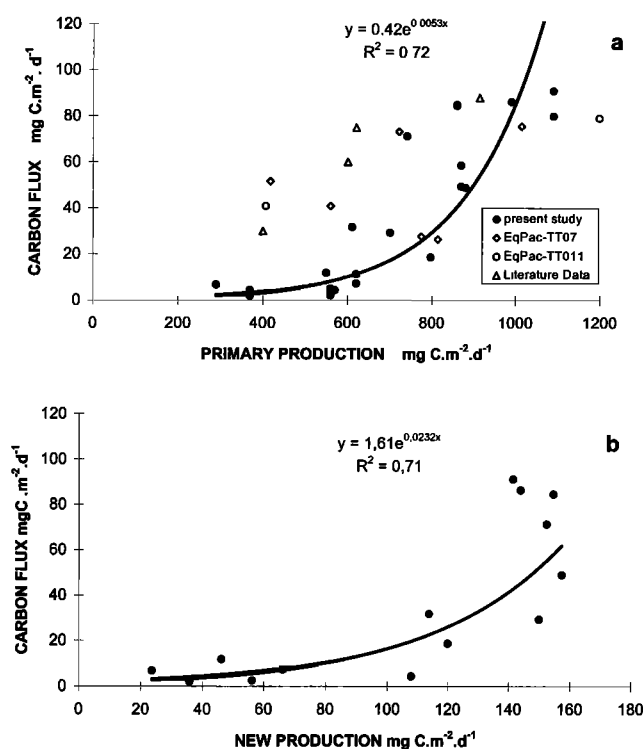 y = 0.42e^0 0053x
R² = 0 72
a
120
100
80
60
40
20
0
CARBON FLUX mg C.m⁻².d⁻¹
present study
EqPac-TT07
EqPac-TT011
Literature Data
0 200 400 600 800 1000 1200
PRIMARY PRODUCTION mg C.m⁻².d⁻¹
y = 1,61e^0,0232x
R² = 0,71
b
120
100
80
60
40
20
0
CARBON FLUX mgC .m⁻².d⁻¹
0 20 40 60 80 100 120 140 160 180
NEW PRODUCTION mg C.m⁻².d⁻¹